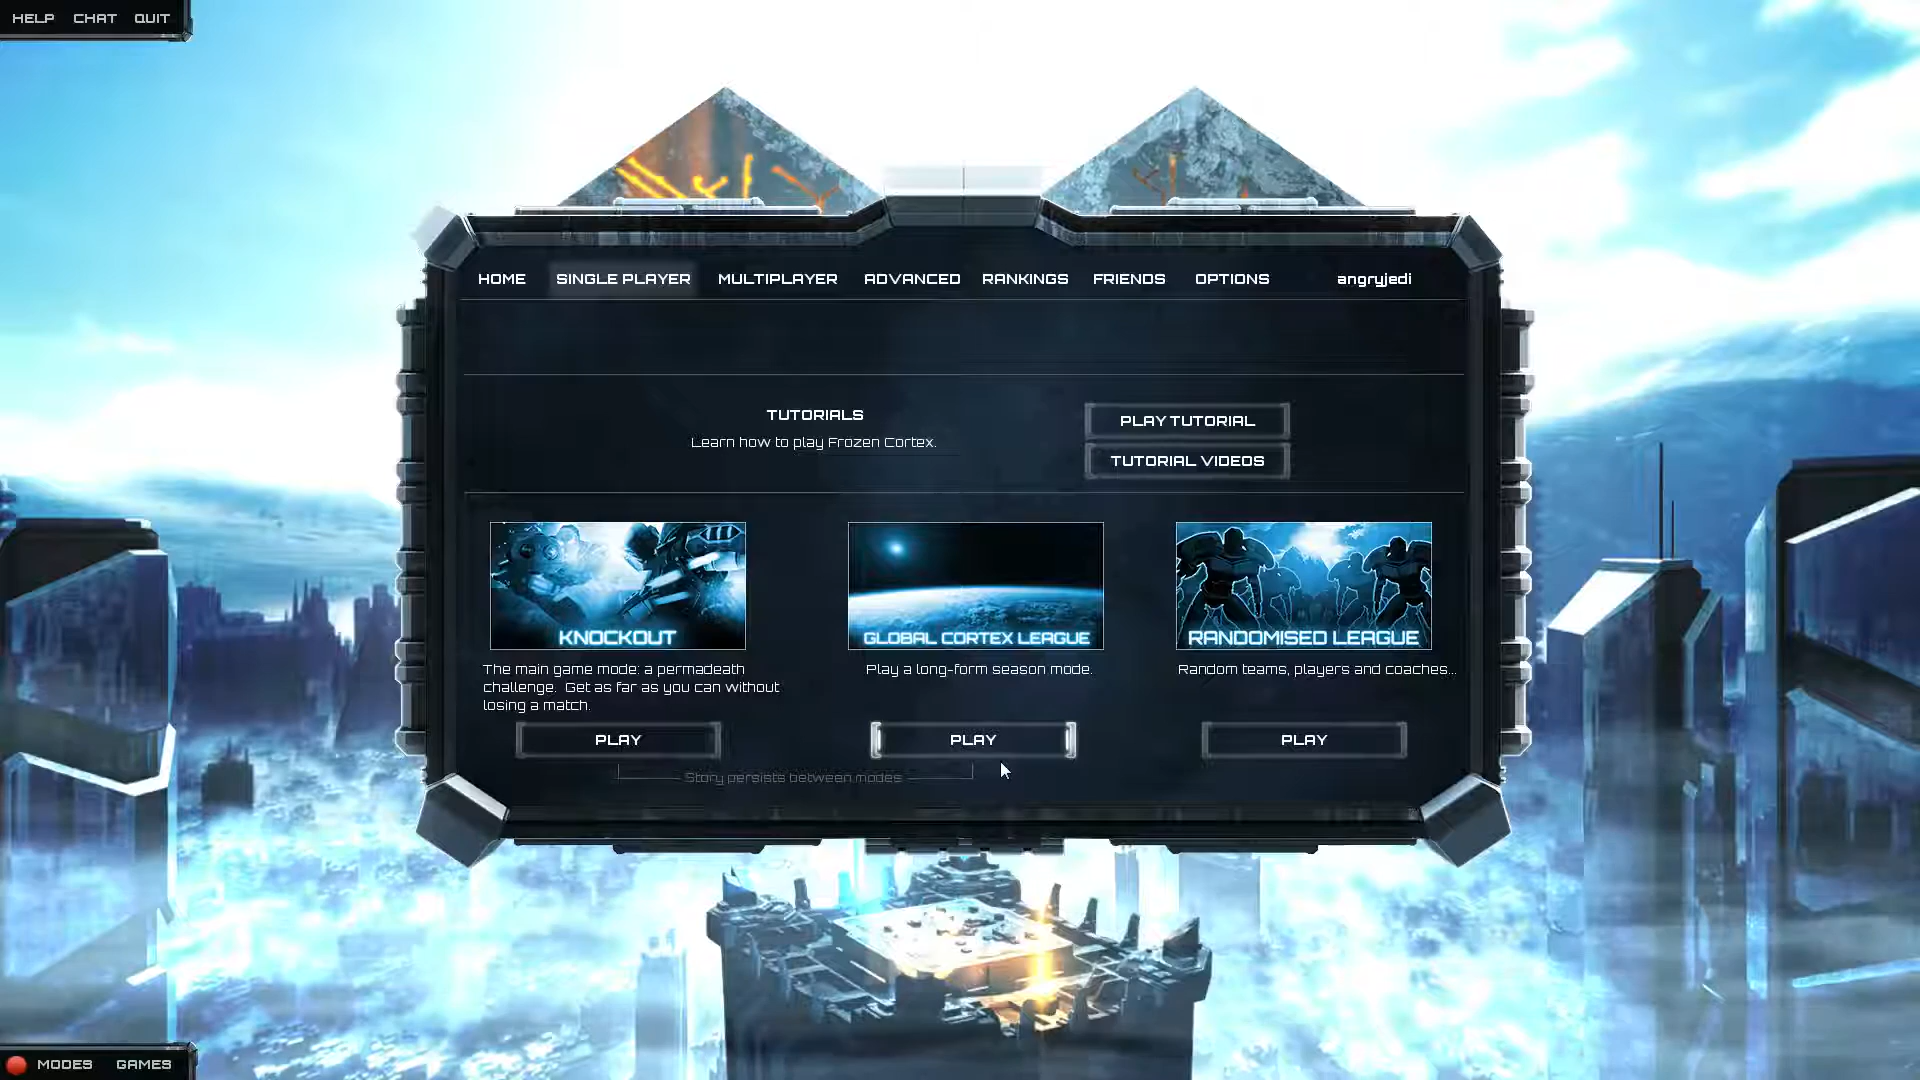 HELP CHAT QUIT
HOME SINGLE PLAYER MULTIPLAYER ADVANCED RANKINGS FRIENDS OPTIONS angryjedi
TUTORIALS
Learn how to play Frozen Cortex.
PLAY TUTORIAL
TUTORIAL VIDEOS
KNOCKOUT
The main game mode: a permadeath
challenge. Get as far as you can without
losing a match.
PLAY
GLOBAL CORTEX LEAGUE
Play a long-form season mode.
PLAY
RANDOMISED LEAGUE
Random teams, players and coaches...
PLAY
Story persists between modes
MODES GAMES